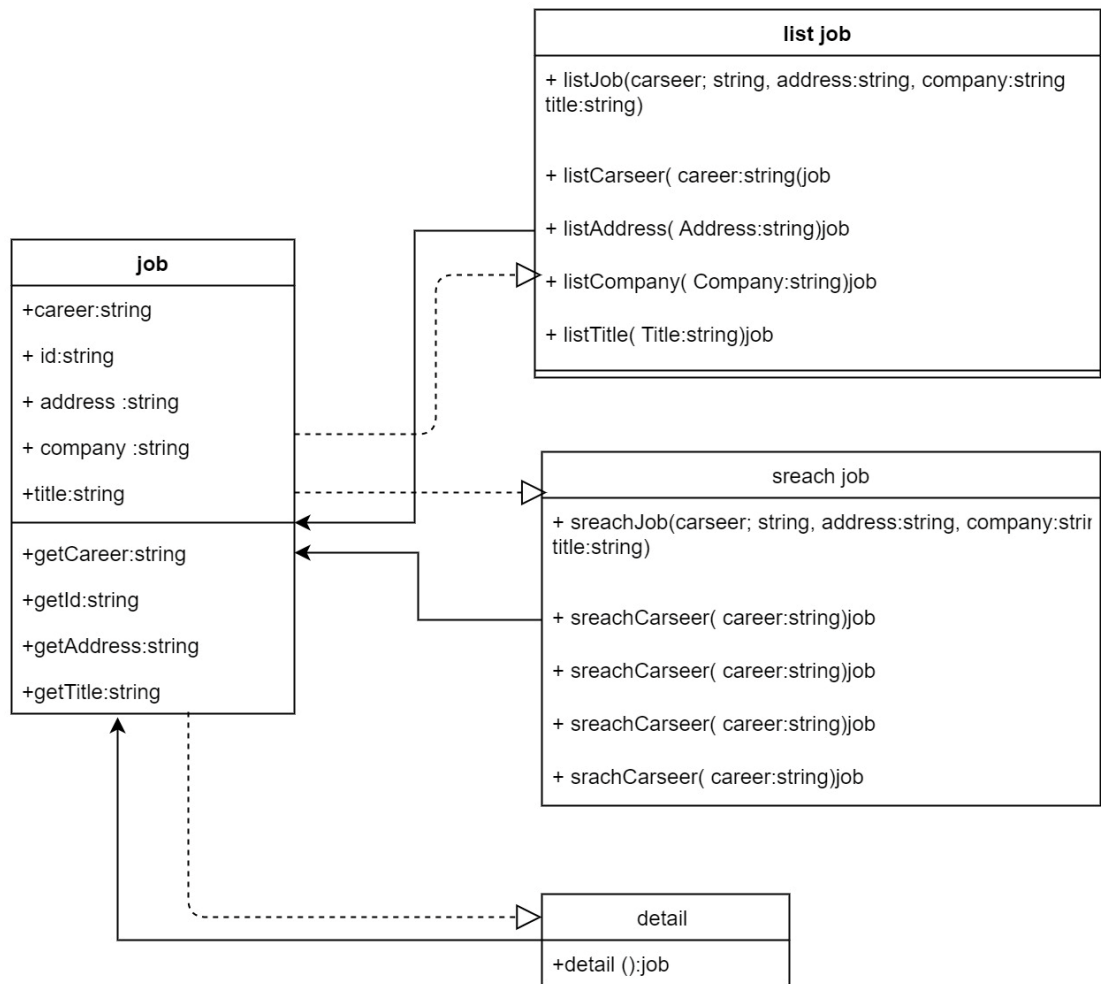 list job
+ listJob(carseer; string, address:string, company:string
title:string)
+ listCarseer( career:string(job
+ listAddress( Address:string)job
+ listCompany( Company:string)job
+ listTitle( Title:string)job
job
+career:string
+ id:string
+ address :string
+ company :string
+title:string
+getCareer:string
+getId:string
+getAddress:string
+getTitle:string
sreach job
+ sreachJob(carseer; string, address:string, company:strin
title:string)
+ sreachCarseer( career:string)job
+ sreachCarseer( career:string)job
+ sreachCarseer( career:string)job
+ srachCarseer( career:string)job
detail
+detail ():job